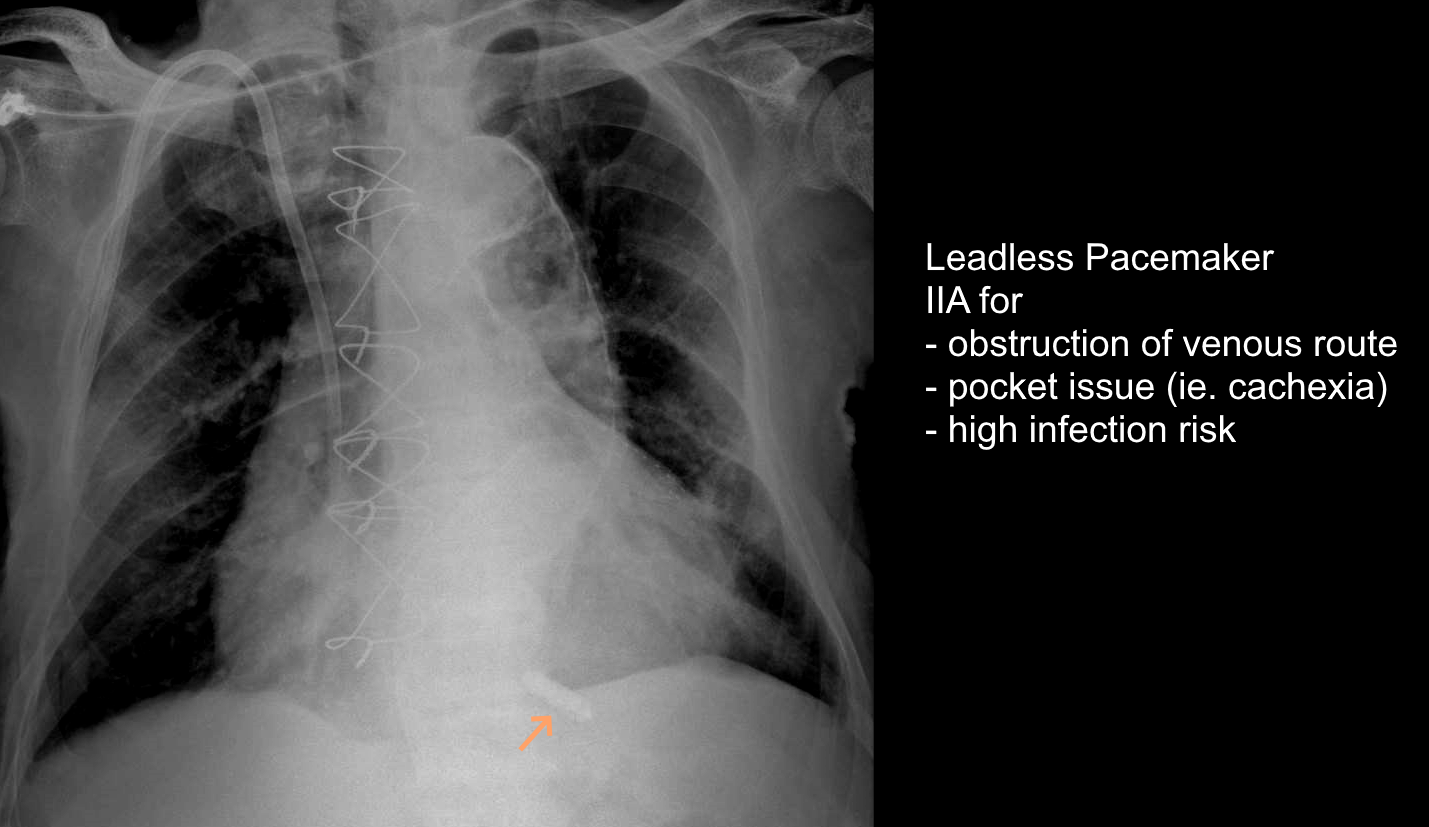 Leadless Pacemaker
IIA for
- obstruction of venous route
- pocket issue (ie. cachexia)
- high infection risk